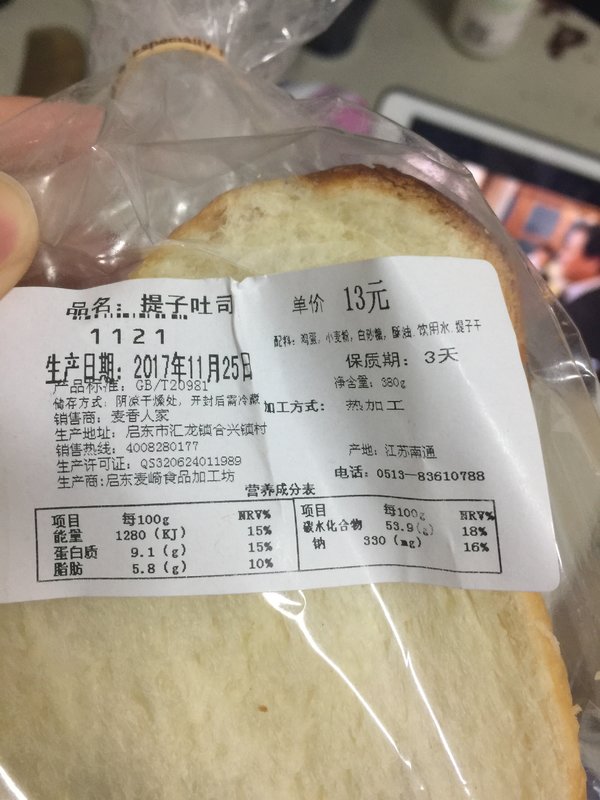 品名：提子吐司
单价 13元
1121
配料：鸡蛋，小麦粉，白砂糖，酥油，饮用水，提子干
生产日期：2017年11月25日
保质期：3天
产品标准：GB/T20981
净含量：380g
储存方式：阴凉干燥处，开封后需冷藏
加工方式：热加工
销售商：麦香人家
生产地址：启东市汇龙镇合兴镇村
销售热线：4008280177
产地：江苏南通
生产许可证：QS320624011989
电话：0513-83610788
生产商：启东麦崎食品加工坊
营养成分表
项目 每100g NRV%
能量 1280（KJ） 15%
蛋白质 9.1（g） 15%
脂肪 5.8（g） 10%
项目 每100g NRV%
碳水化合物 53.9（g） 18%
钠 330（mg） 16%